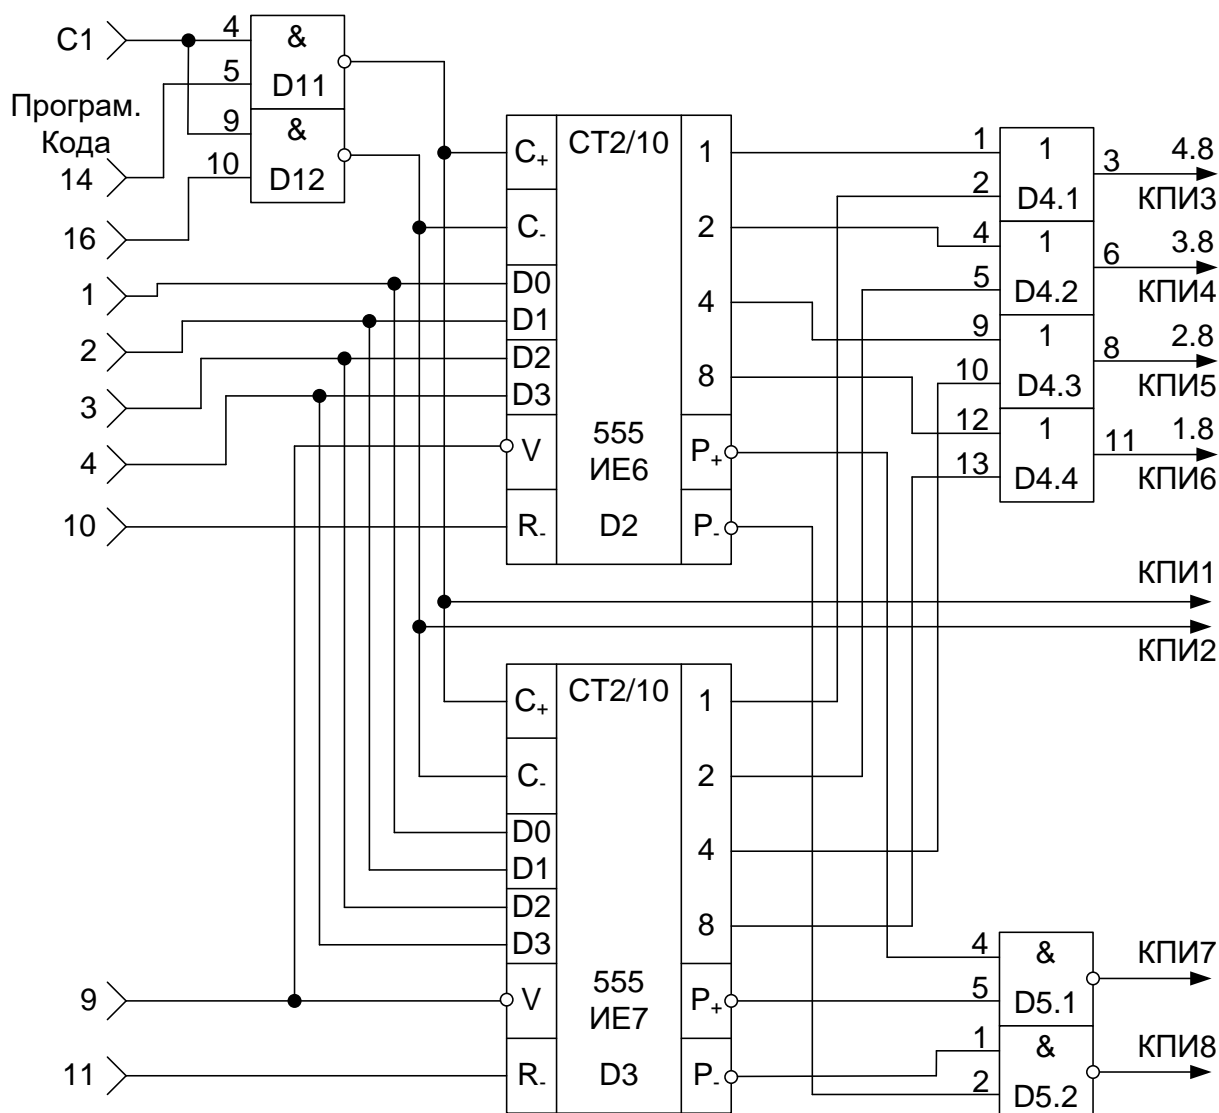 С1
Програм.
Кода
14
16
1
2
3
4
10
9
11
4
5
9
10
&
D11
&
D12
C+
C-
D0
D1
D2
D3
V
R-
СТ2/10
555
ИЕ6
D2
1
2
4
8
P+
P-
C+
C-
D0
D1
D2
D3
V
R-
СТ2/10
555
ИЕ7
D3
1
2
4
8
P+
P-
1
2
4
5
9
10
12
13
1
D4.1
1
D4.2
1
D4.3
1
D4.4
3
4.8
КПИ3
6
3.8
КПИ4
8
2.8
КПИ5
11
1.8
КПИ6
КПИ1
КПИ2
4
5
1
2
&
D5.1
&
D5.2
КПИ7
КПИ8